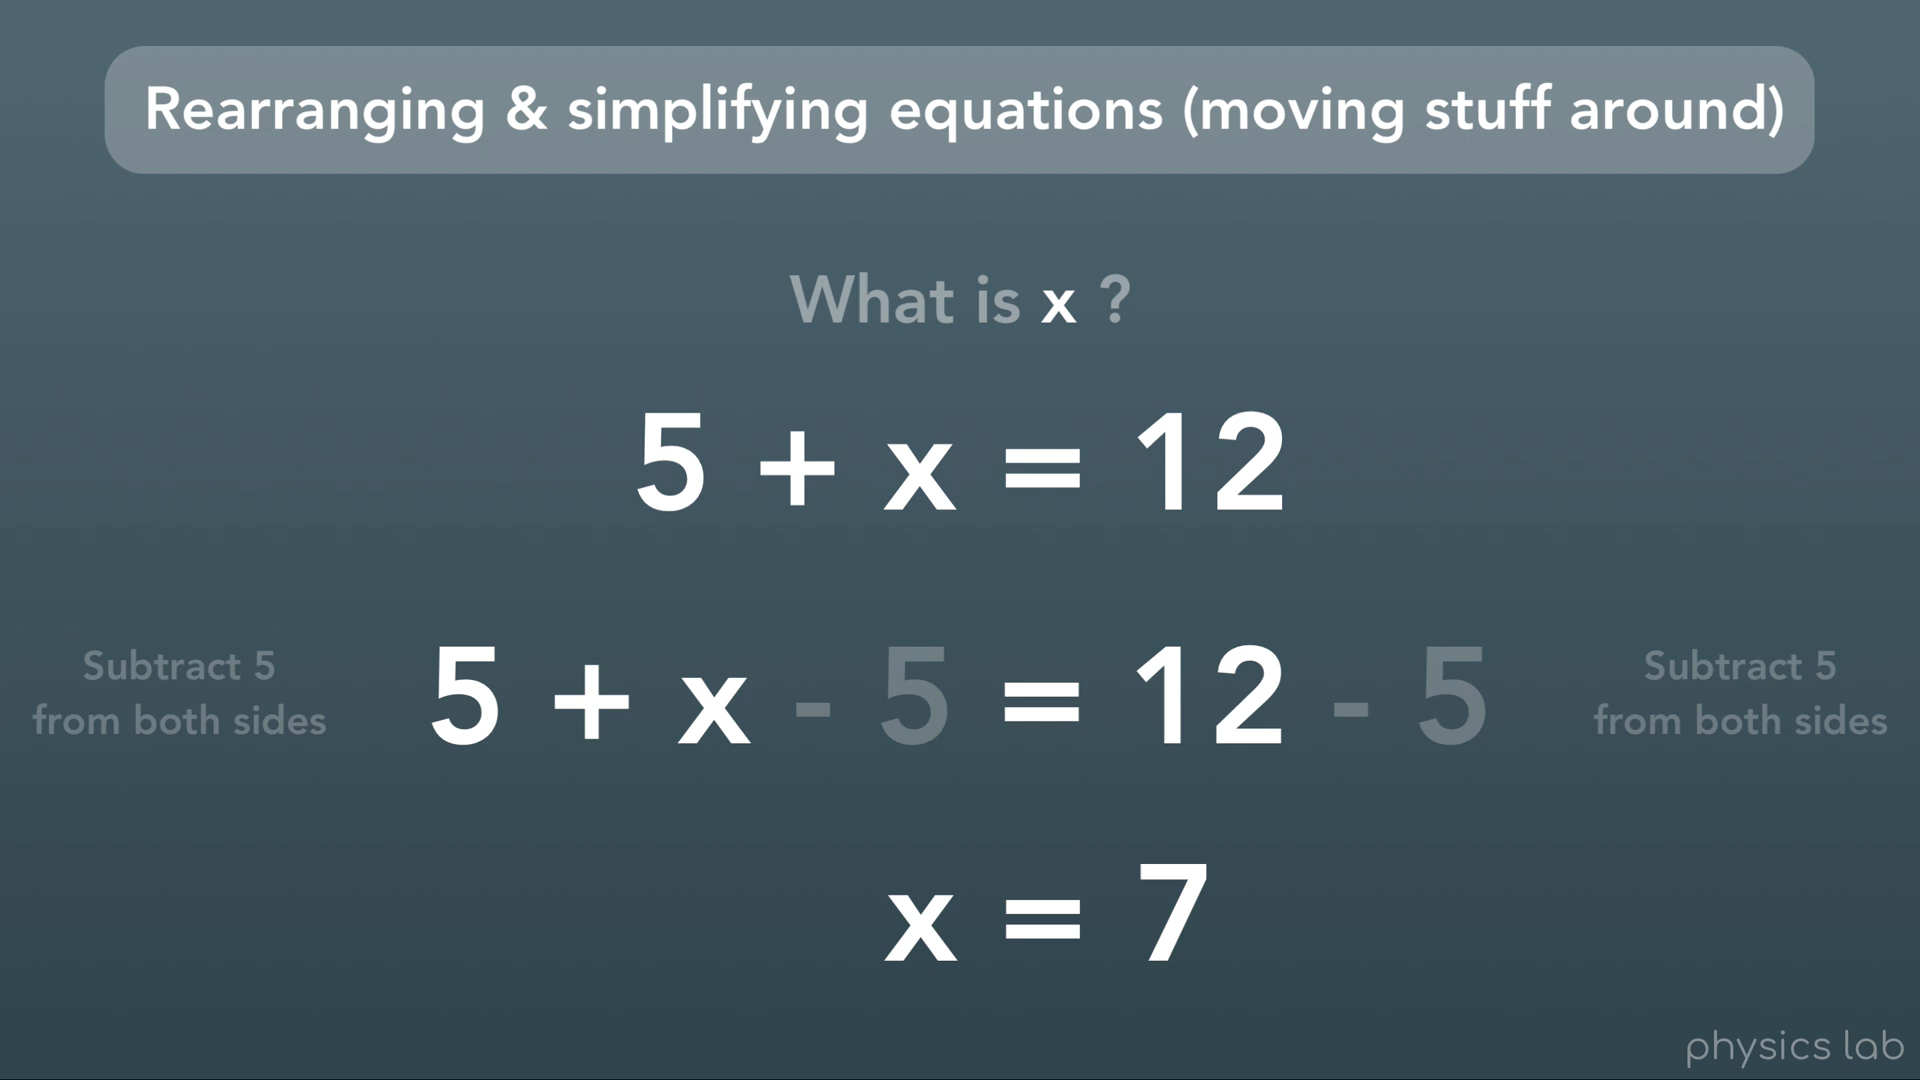 Rearranging & simplifying equations (moving stuff around)
What is x ?
5 + x = 12
Subtract 5
from both sides
5 + x - 5 = 12 - 5
Subtract 5
from both sides
x = 7
physics lab